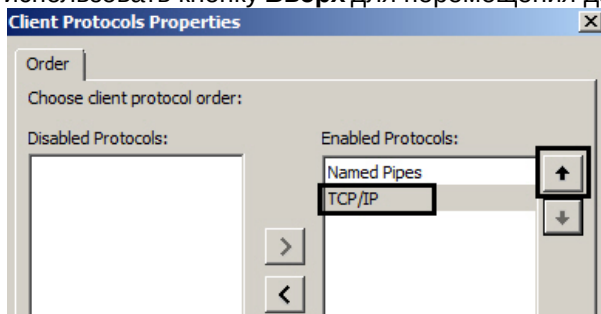 использовать кнопку Вверх для перемещения д
Client Protocols Properties
Order
Choose client protocol order:
Disabled Protocols:
Enabled Protocols:
Named Pipes
TCP/IP